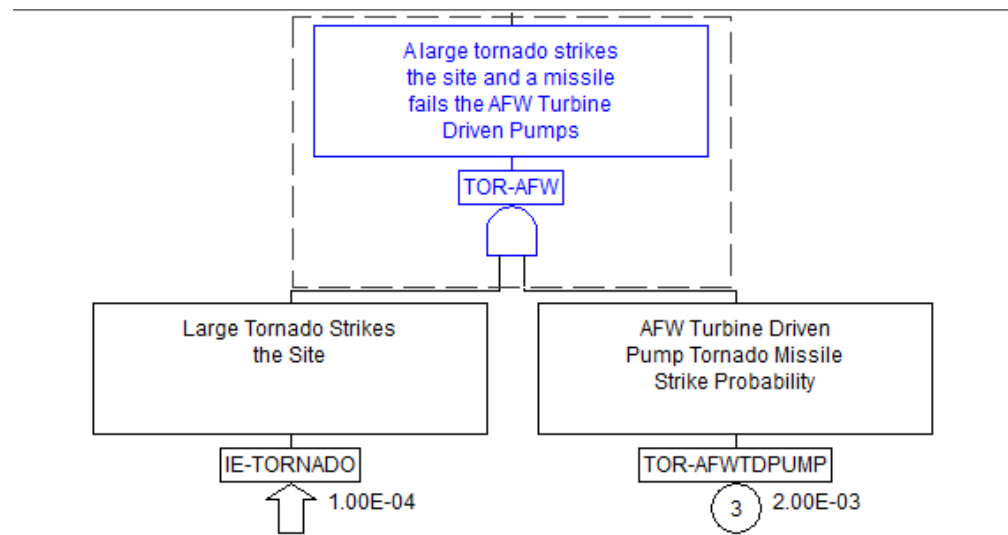 A large tornado strikes
the site and a missile
fails the AFW Turbine
Driven Pumps
TOR-AFW
Large Tornado Strikes
the Site
IE-TORNADO
1.00E-04
AFW Turbine Driven
Pump Tornado Missile
Strike Probability
TOR-AFWTDPUMP
3
2.00E-03